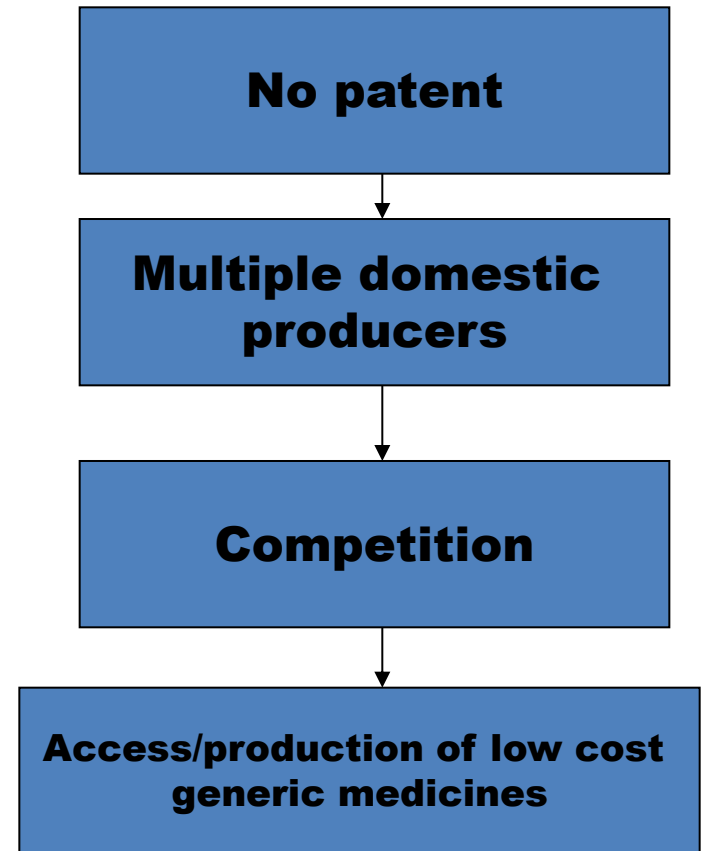 No patent
Multiple domestic
producers
Competition
Access/production of low cost
generic medicines